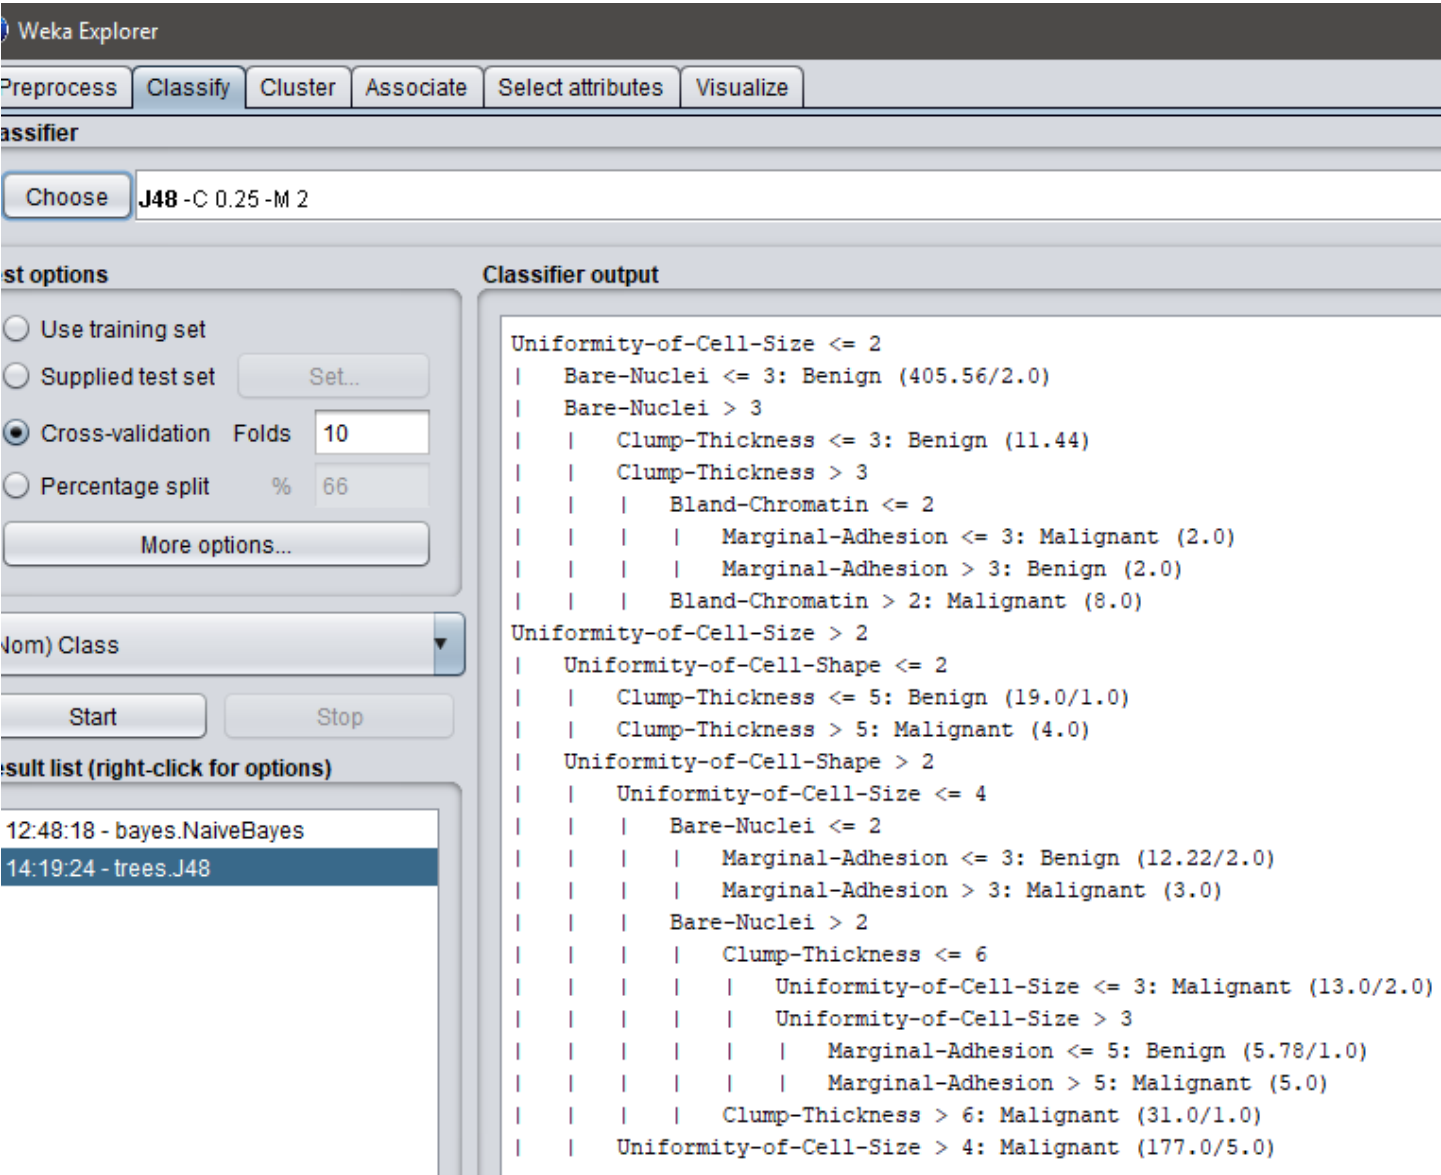 Weka Explorer
Preprocess Classify Cluster Associate Select attributes Visualize
assifier
Choose J48 -C 0.25 -M 2
st options
Use training set
Supplied test set Set...
Cross-validation Folds 10
Percentage split % 66
More options...
Nom) Class
Start Stop
esult list (right-click for options)
12:48:18 - bayes.NaiveBayes
14:19:24 - trees.J48
Classifier output
Uniformity-of-Cell-Size <= 2
| Bare-Nuclei <= 3: Benign (405.56/2.0)
| Bare-Nuclei > 3
| | Clump-Thickness <= 3: Benign (11.44)
| | Clump-Thickness > 3
| | | Bland-Chromatin <= 2
| | | | Marginal-Adhesion <= 3: Malignant (2.0)
| | | | Marginal-Adhesion > 3: Benign (2.0)
| | | Bland-Chromatin > 2: Malignant (8.0)
Uniformity-of-Cell-Size > 2
| Uniformity-of-Cell-Shape <= 2
| | Clump-Thickness <= 5: Benign (19.0/1.0)
| | Clump-Thickness > 5: Malignant (4.0)
| Uniformity-of-Cell-Shape > 2
| | Uniformity-of-Cell-Size <= 4
| | | Bare-Nuclei <= 2
| | | | Marginal-Adhesion <= 3: Benign (12.22/2.0)
| | | | Marginal-Adhesion > 3: Malignant (3.0)
| | | Bare-Nuclei > 2
| | | | Clump-Thickness <= 6
| | | | | Uniformity-of-Cell-Size <= 3: Malignant (13.0/2.0)
| | | | | Uniformity-of-Cell-Size > 3
| | | | | | Marginal-Adhesion <= 5: Benign (5.78/1.0)
| | | | | | Marginal-Adhesion > 5: Malignant (5.0)
| | | | Clump-Thickness > 6: Malignant (31.0/1.0)
| | Uniformity-of-Cell-Size > 4: Malignant (177.0/5.0)